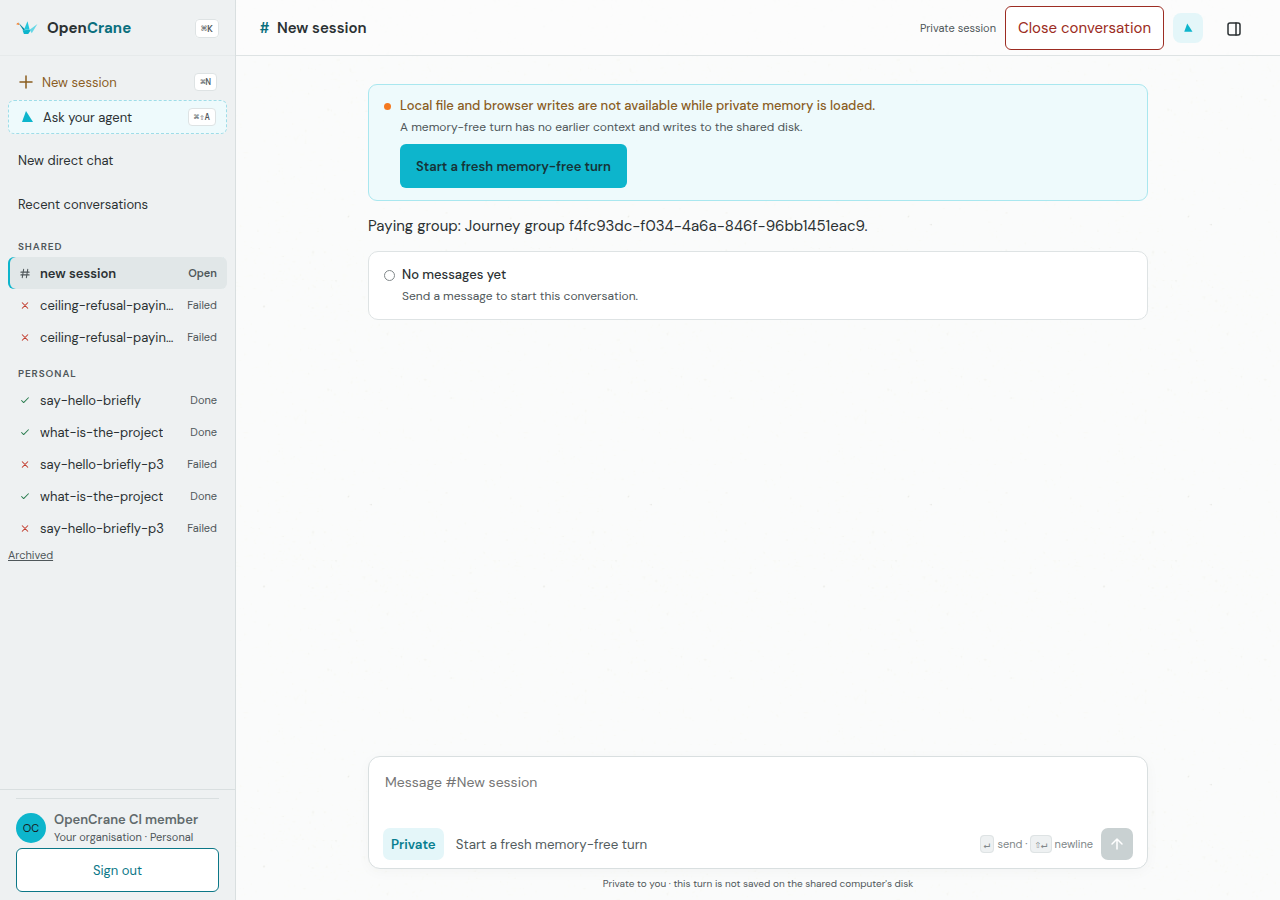 OpenCrane ⌘K
New session ⌘N
Ask your agent ⌘⇧A
New direct chat
Recent conversations
SHARED
new session Open
ceiling-refusal-payin... Failed
ceiling-refusal-payin... Failed
PERSONAL
say-hello-briefly Done
what-is-the-project Done
say-hello-briefly-p3 Failed
what-is-the-project Done
say-hello-briefly-p3 Failed
Archived
OC OpenCrane CI member
Your organisation · Personal
Sign out
# New session
Private session
Close conversation
Local file and browser writes are not available while private memory is loaded.
A memory-free turn has no earlier context and writes to the shared disk.
Start a fresh memory-free turn
Paying group: Journey group f4fc93dc-f034-4a6a-846f-96bb1451eac9.
No messages yet
Send a message to start this conversation.
Message #New session
Private Start a fresh memory-free turn ↵ send · ⇧↵ newline
Private to you · this turn is not saved on the shared computer's disk